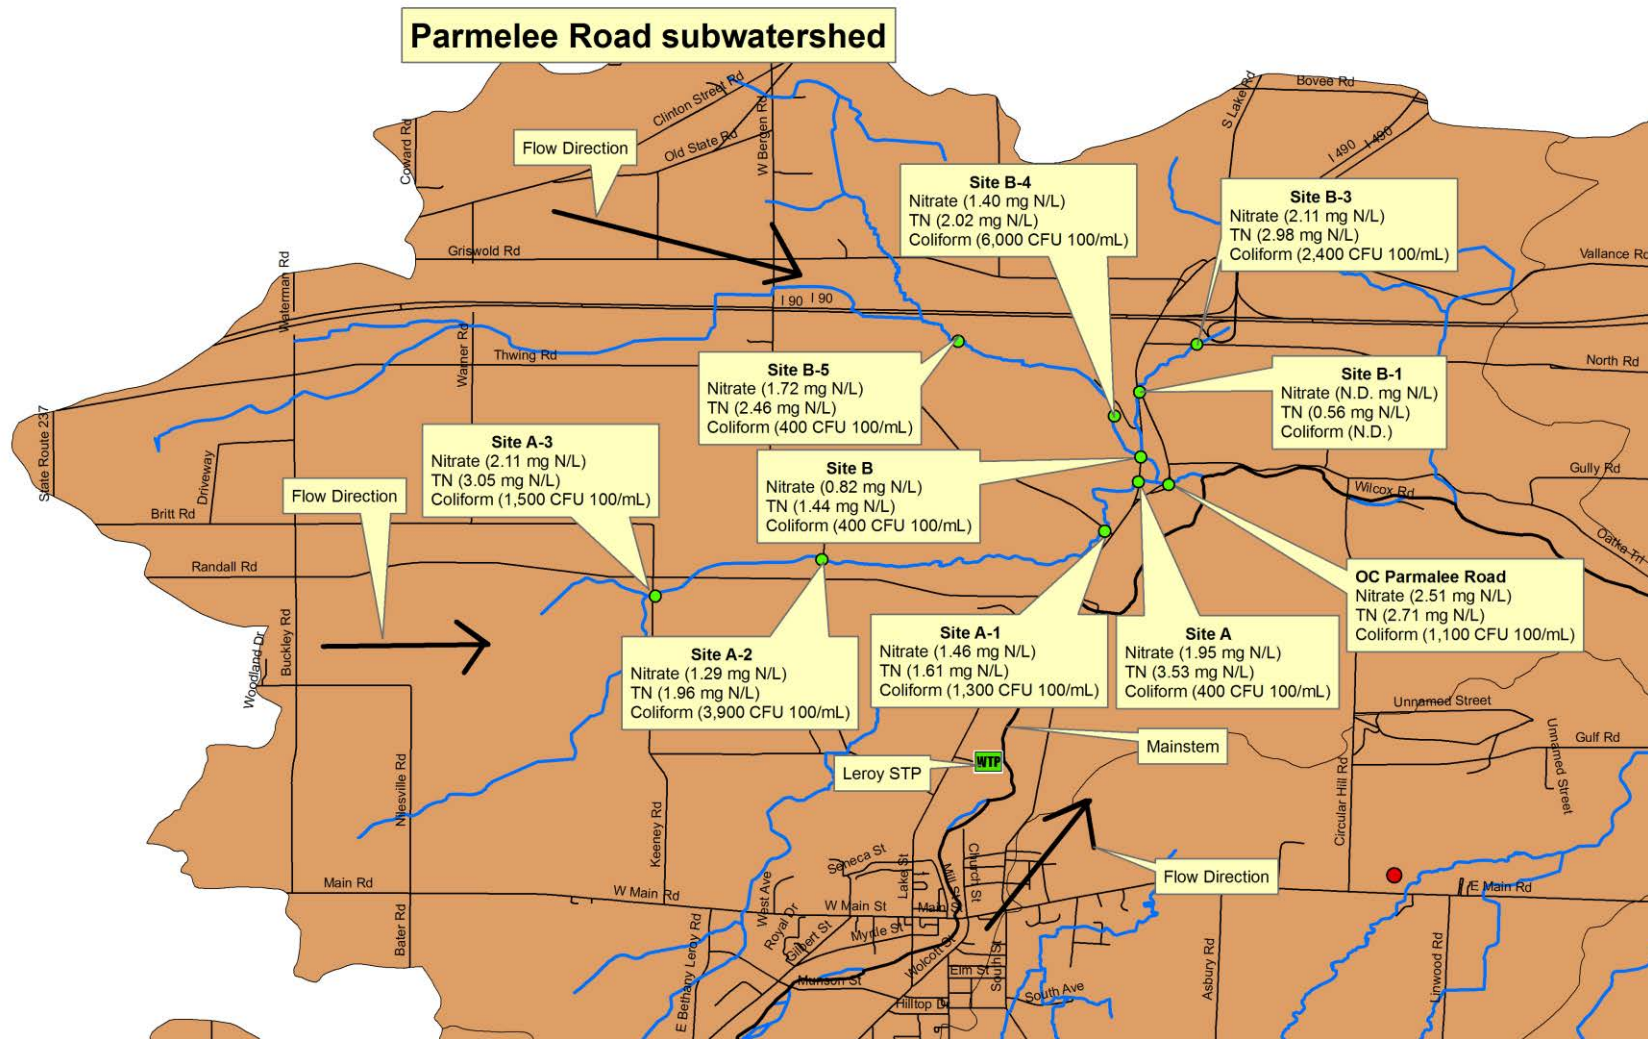 Parmelee Road subwatershed
Bovee Rd
S Lake Rd
Clinton Street Rd
W Bergen Rd
Old State Rd
Coward Rd
I 490
I 490
Flow Direction
Site B-4
Nitrate (1.40 mg N/L)
TN (2.02 mg N/L)
Coliform (6,000 CFU 100/mL)
Site B-3
Nitrate (2.11 mg N/L)
TN (2.98 mg N/L)
Coliform (2,400 CFU 100/mL)
Griswold Rd
Vallance Rd
Waterman Rd
I 90
I 90
Warner Rd
Thwing Rd
North Rd
Site B-5
Nitrate (1.72 mg N/L)
TN (2.46 mg N/L)
Coliform (400 CFU 100/mL)
Site B-1
Nitrate (N.D. mg N/L)
TN (0.56 mg N/L)
Coliform (N.D.)
State Route 237
Driveway
Site A-3
Nitrate (2.11 mg N/L)
TN (3.05 mg N/L)
Coliform (1,500 CFU 100/mL)
Site B
Nitrate (0.82 mg N/L)
TN (1.44 mg N/L)
Coliform (400 CFU 100/mL)
Gully Rd
Wilcox Rd
Flow Direction
Britt Rd
Oatka Trl
Randall Rd
OC Parmalee Road
Nitrate (2.51 mg N/L)
TN (2.71 mg N/L)
Coliform (1,100 CFU 100/mL)
Buckley Rd
Woodland Dr
Site A-2
Nitrate (1.29 mg N/L)
TN (1.96 mg N/L)
Coliform (3,900 CFU 100/mL)
Site A-1
Nitrate (1.46 mg N/L)
TN (1.61 mg N/L)
Coliform (1,300 CFU 100/mL)
Site A
Nitrate (1.95 mg N/L)
TN (3.53 mg N/L)
Coliform (400 CFU 100/mL)
Unnamed Street
Unnamed Street
Gulf Rd
Mainstem
Leroy STP
WTP
Nilesville Rd
Keeney Rd
Circular Hill Rd
Flow Direction
Seneca St
Lake St
Mill St
Church St
Main Rd
W Main Rd
West Ave
W Main St
Main St
E Main Rd
Royal Dr
Gilbert St
Myrtle St
Wolcott St
Bater Rd
E Bethany Leroy Rd
Munson St
Elm St
South St
Hilltop Dr
South Ave
Asbury Rd
Linwood Rd